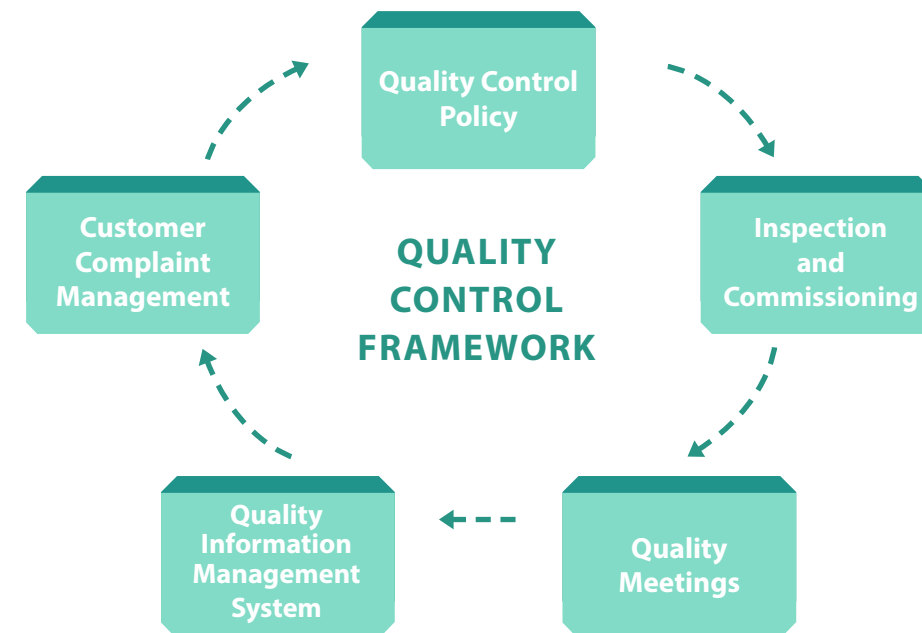 Quality Control
Policy
Customer
Complaint
Management
QUALITY
CONTROL
FRAMEWORK
Inspection
and
Commissioning
Quality
Information
Management
System
Quality
Meetings